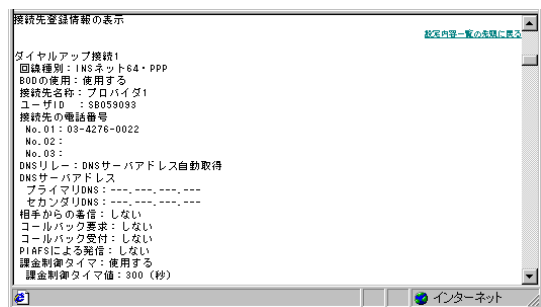 接続先登録情報の表示
設定内容一覧の先頭に戻る
ダイヤルアップ接続1
回線種別：INSネット64・PPP
BODの使用：使用する
接続先名称：プロバイダ1
ユーザID ：SB059093
接続先の電話番号
No.01：03-4276-0022
No.02：
No.03：
DNSリレー：DNSサーバアドレス自動取得
DNSサーバアドレス
プライマリDNS：---.---.---.---
セカンダリDNS：---.---.---.---
相手からの着信：しない
コールバック要求：しない
コールバック受付：しない
PIAFSによる発信：しない
課金制御タイマ：使用する
課金制御タイマ値：300（秒）
インターネット